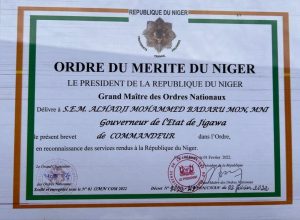 REPUBLIQUE DU NIGER
ORDRE DU MERITE DU NIGER
LE PRESIDENT DE LA REPUBLIQUE DU NIGER
Grand Maître des Ordres Nationaux
Délivre à S.E.M. ALHADJI MOHAMMED BADARU MON, MNI
Gouverneur de l'Etat de Jigawa
le présent brevet de COMMANDEUR dans l'Ordre,
en reconnaissance des services rendus à la République du Niger.